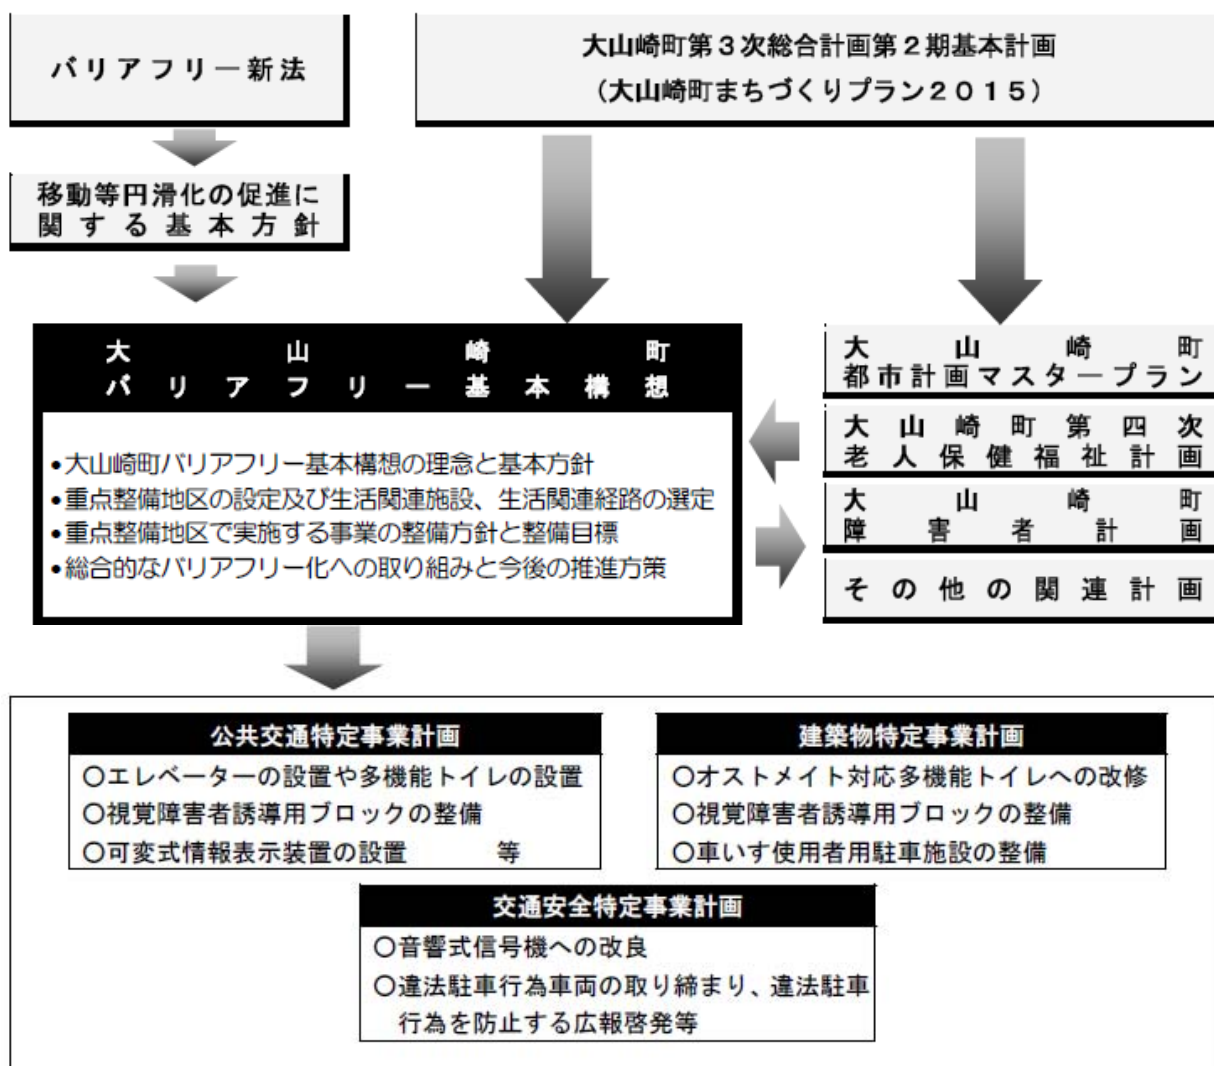 バリアフリー新法
大山崎町第３次総合計画第２期基本計画
（大山崎町まちづくりプラン２０１５）
移動等円滑化の促進に
関する基本方針
大山崎町
バリアフリー基本構想
•大山崎町バリアフリー基本構想の理念と基本方針
•重点整備地区の設定及び生活関連施設、生活関連経路の選定
•重点整備地区で実施する事業の整備方針と整備目標
•総合的なバリアフリー化への取り組みと今後の推進方策
大山崎町
都市計画マスタープラン
大山崎町第四次
老人保健福祉計画
大山崎町
障害者計画
その他の関連計画
公共交通特定事業計画
○エレベーターの設置や多機能トイレの設置
○視覚障害者誘導用ブロックの整備
○可変式情報表示装置の設置　　　等
建築物特定事業計画
○オストメイト対応多機能トイレへの改修
○視覚障害者誘導用ブロックの整備
○車いす使用者用駐車施設の整備
交通安全特定事業計画
○音響式信号機への改良
○違法駐車行為車両の取り締まり、違法駐車
行為を防止する広報啓発等